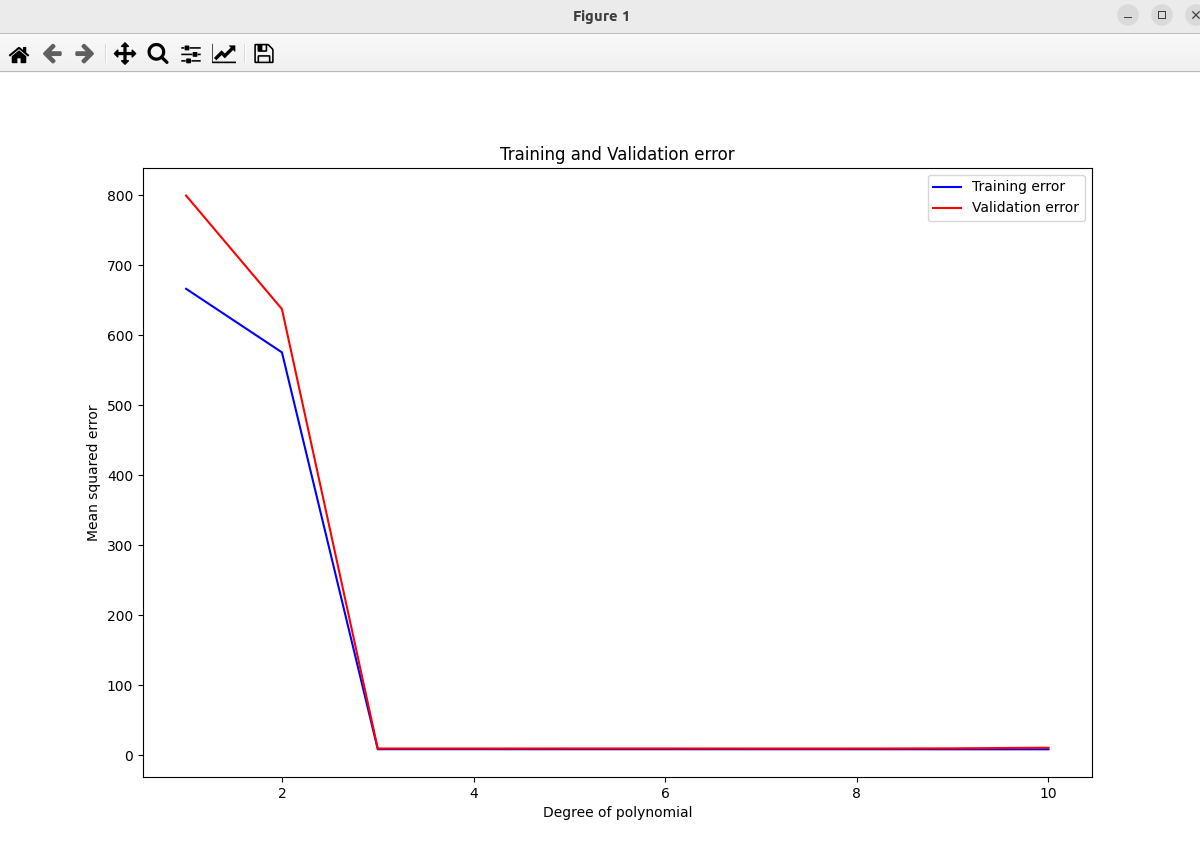 Figure 1
Training and Validation error
Training error
Validation error
800
700
600
500
400
300
200
100
0
Mean squared error
2 4 6 8 10
Degree of polynomial